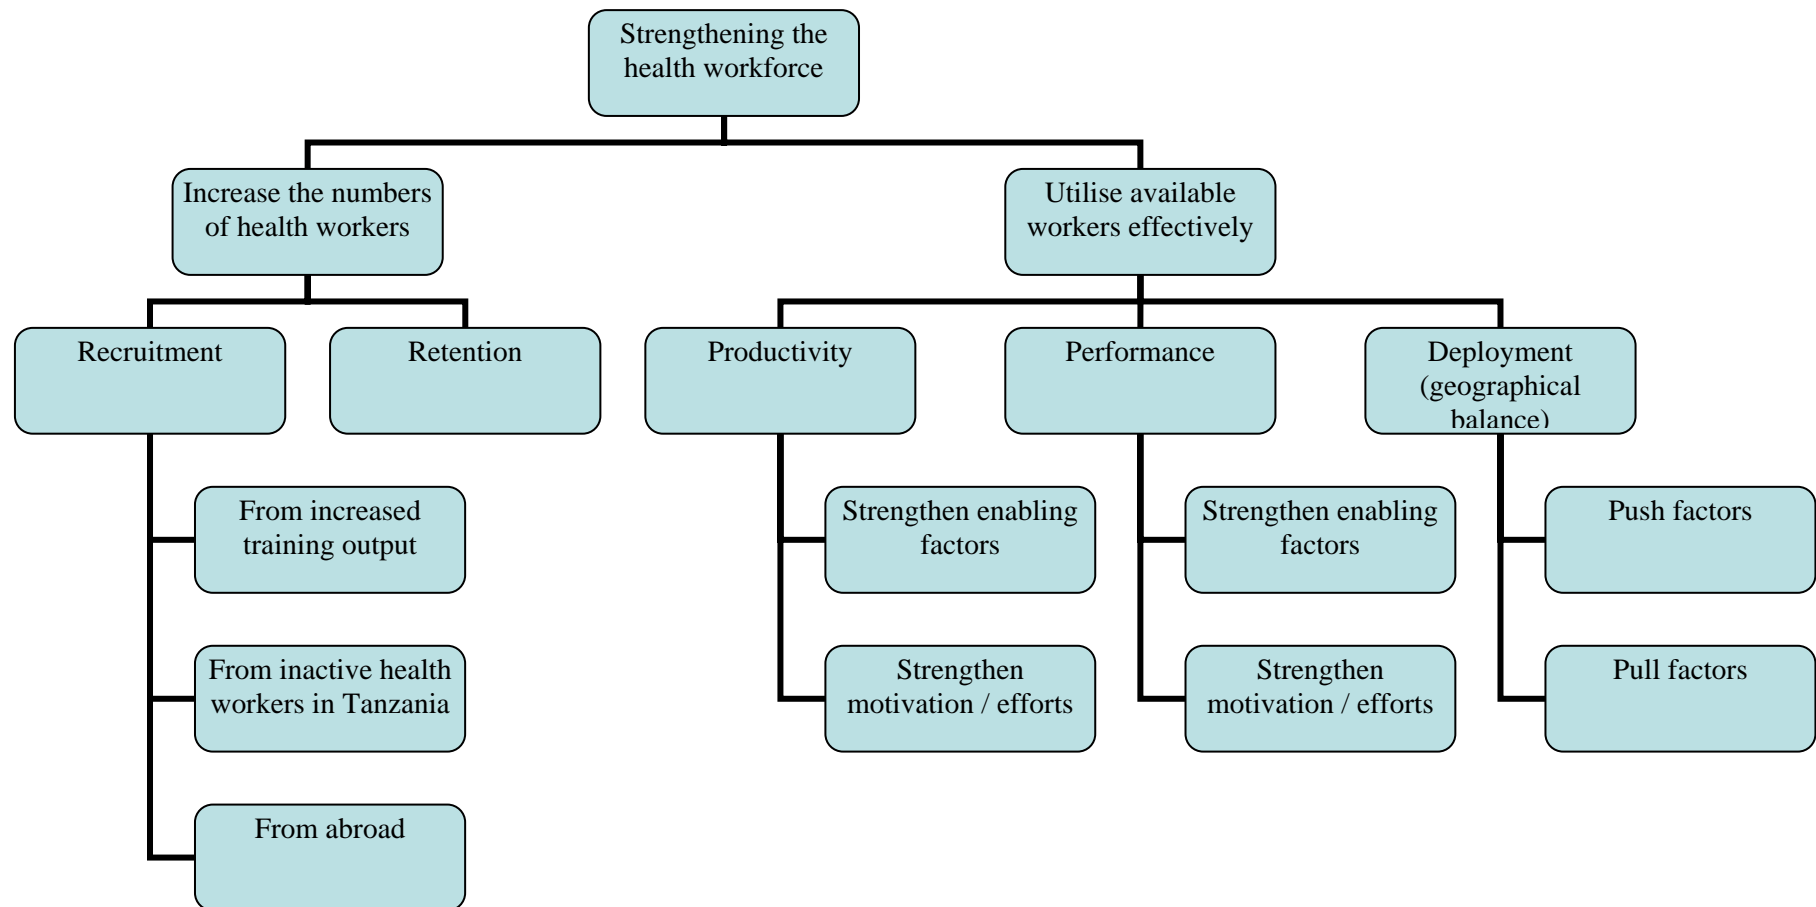 Strengthening the
health workforce
Increase the numbers
of health workers
Utilise available
workers effectively
Recruitment
Retention
Productivity
Performance
Deployment
(geographical
balance)
From increased
training output
Strengthen enabling
factors
Strengthen enabling
factors
Push factors
From inactive health
workers in Tanzania
Strengthen
motivation / efforts
Strengthen
motivation / efforts
Pull factors
From abroad